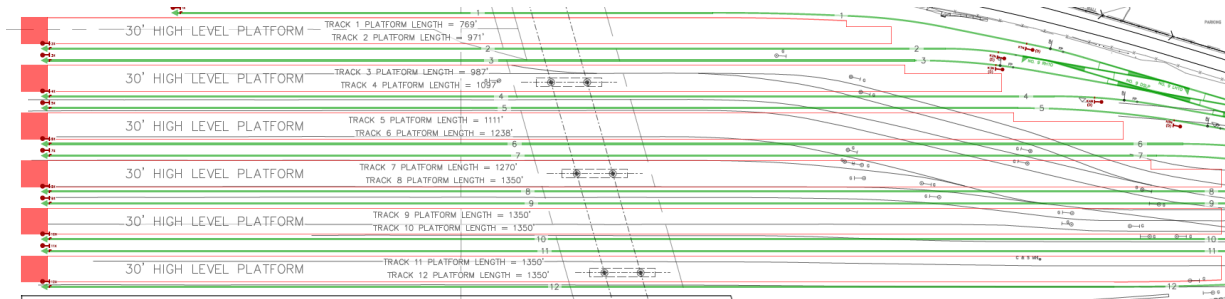 1
1
30' HIGH LEVEL PLATFORM
TRACK 1 PLATFORM LENGTH = 769'
TRACK 2 PLATFORM LENGTH = 971'
PARKING
2
2
3
3
30' HIGH LEVEL PLATFORM
TRACK 3 PLATFORM LENGTH = 987'
TRACK 4 PLATFORM LENGTH = 1097'
4
4
5
5
30' HIGH LEVEL PLATFORM
TRACK 5 PLATFORM LENGTH = 1111'
TRACK 6 PLATFORM LENGTH = 1238'
6
6
7
7
30' HIGH LEVEL PLATFORM
TRACK 7 PLATFORM LENGTH = 1270'
TRACK 8 PLATFORM LENGTH = 1350'
8
8
9
9
30' HIGH LEVEL PLATFORM
TRACK 9 PLATFORM LENGTH = 1350'
TRACK 10 PLATFORM LENGTH = 1350'
10
10
11
11
30' HIGH LEVEL PLATFORM
TRACK 11 PLATFORM LENGTH = 1350'
TRACK 12 PLATFORM LENGTH = 1350'
12
12